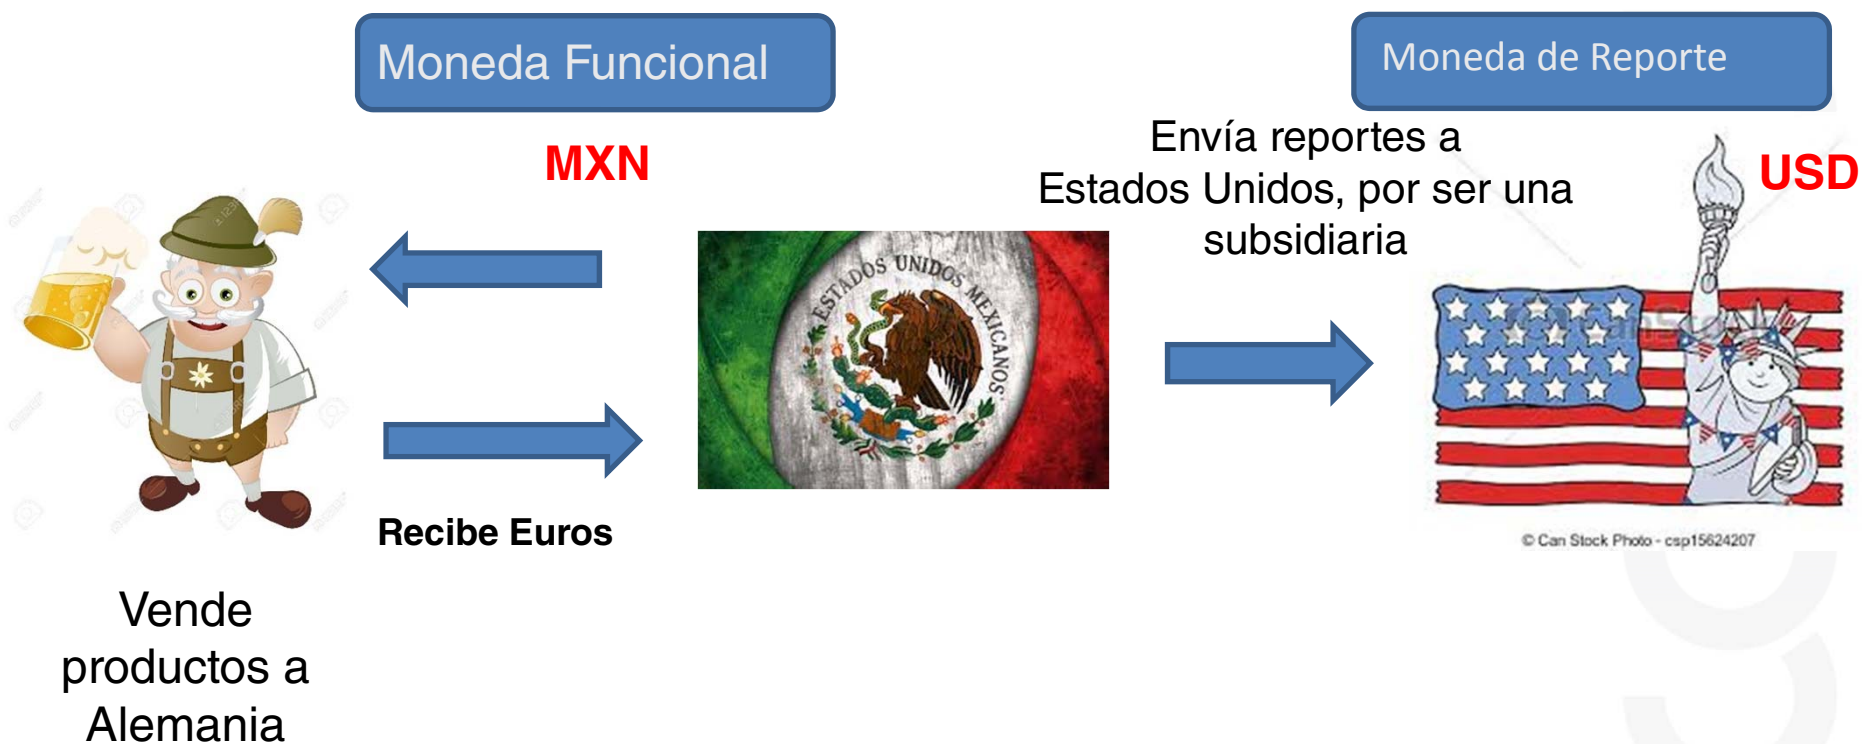 Moneda Funcional
Moneda de Reporte
MXN
Envía reportes a
Estados Unidos, por ser una
subsidiaria
USD
ESTADOS UNIDOS MEXICANOS
Recibe Euros
© Can Stock Photo - csp15624207
Vende
productos a
Alemania